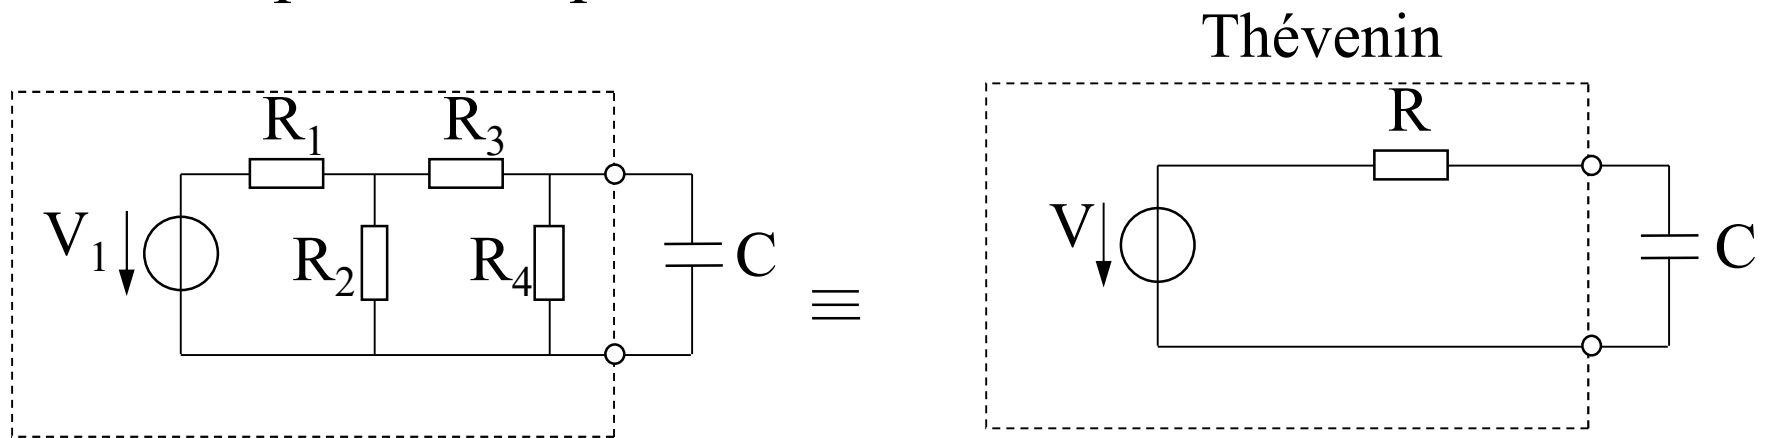 Thévenin
R₁ R₃
V₁ R₂ R₄ C
≡
R
V C